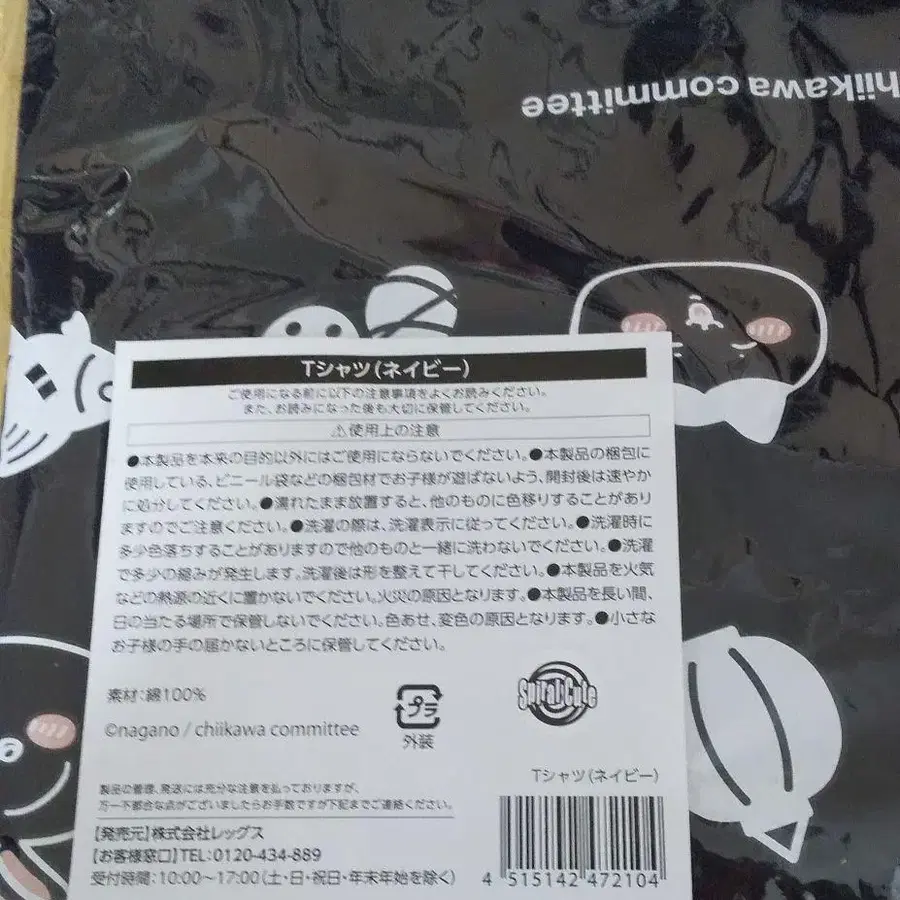 hiikawa committee
Tシャツ(ネイビー)
ご使用になる前に以下の注意事項をよくお読みください。
また、お読みになった後も大切に保管してください。
⚠使用上の注意
●本製品を本来の目的以外にはご使用にならないでください。●本製品の梱包に
使用している、ビニール袋などの梱包材でお子様が遊ばないよう、開封後は速やか
に処分してください。●濡れたまま放置すると、他のものに色移りすることがあり
ますのでご注意ください。●洗濯の際は、洗濯表示に従ってください。●洗濯時に
多少色落ちすることがありますので他のものと一緒に洗わないでください。●洗濯
で多少の縮みが発生します。洗濯後は形を整えて干してください。●本製品を火気
などの熱源の近くに置かないでください。火災の原因となります。●本製品を長い間、
日の当たる場所で保管しないでください。色あせ、変色の原因となります。●小さな
お子様の手の届かないところに保管してください。
素材:綿100%
©nagano / chiikawa committee
プラ
外装
Spiral Cute
Tシャツ(ネイビー)
製品の管理、発送には充分な注意を払っておりますが、
万一不都合な点がございましたらお手数ですが下記までご連絡ください。
【発売元】株式会社レッグス
【お客様窓口】TEL:0120-434-889
受付時間:10:00～17:00(土・日・祝日・年末年始を除く)
4 515142 472104